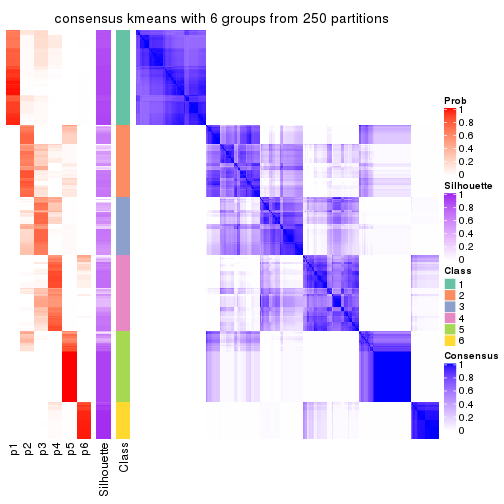 consensus kmeans with 6 groups from 250 partitions
Prob
1
0.8
0.6
0.4
0.2
0
Silhouette
1
0.8
0.6
0.4
0.2
0
Class
1
2
3
4
5
6
Consensus
1
0.8
0.6
0.4
0.2
0
p1
p2
p3
p4
p5
p6
Silhouette
Class